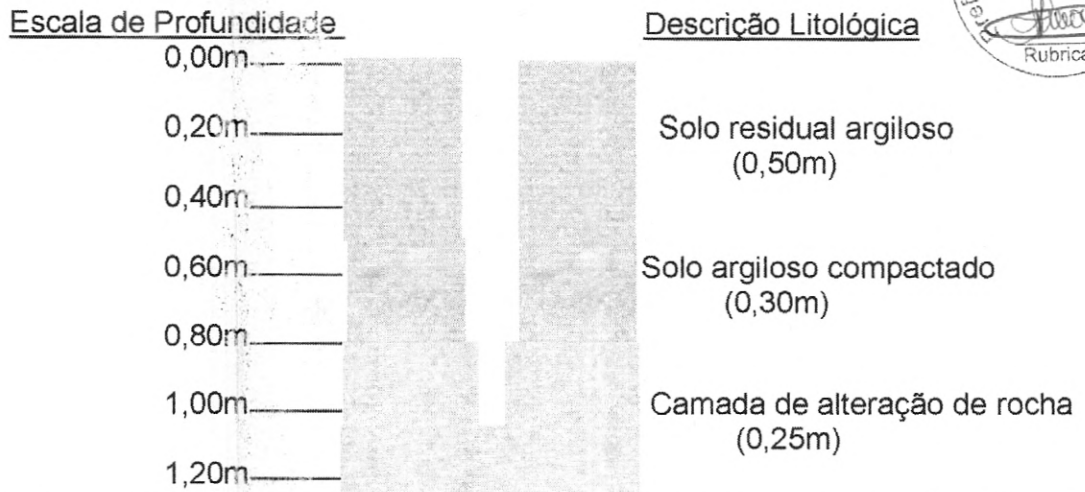 Escala de Profundidade
Descrição Litológica
Rubrica
0,00m
0,20m
Solo residual argiloso
(0,50m)
0,40m
0,60m
Solo argiloso compactado
(0,30m)
0,80m
1,00m
Camada de alteração de rocha
(0,25m)
1,20m